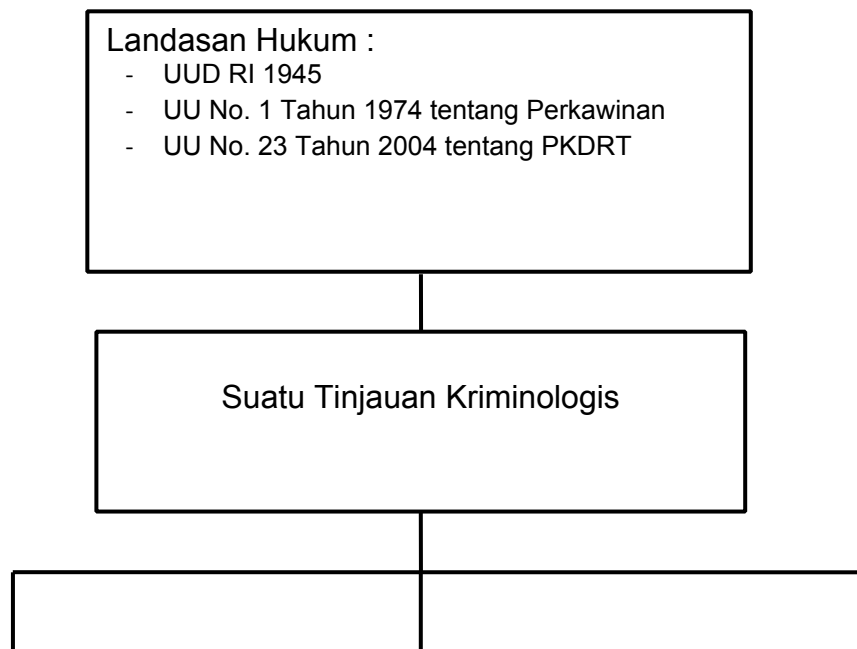 Landasan Hukum :
- UUD RI 1945
- UU No. 1 Tahun 1974 tentang Perkawinan
- UU No. 23 Tahun 2004 tentang PKDRT
Suatu Tinjauan Kriminologis